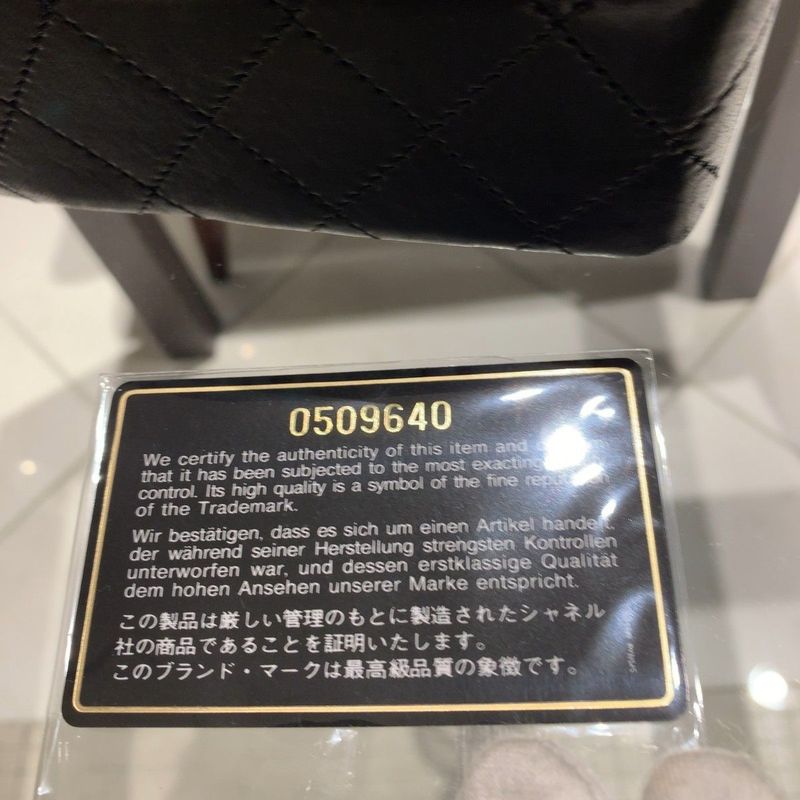 0509640
We certify the authenticity of this item and
that it has been subjected to the most exacting
control. Its high quality is a symbol of the fine reputation
of the Trademark.
Wir bestätigen, dass es sich um einen Artikel handelt.
der während seiner Herstellung strengsten Kontrollen
unterworfen war, und dessen erstklassige Qualität
dem hohen Ansehen unserer Marke entspricht.
この製品は厳しい管理のもとに製造されたシャネル
社の商品であることを証明いたします。
このブランド・マークは最高級品質の象徴です。